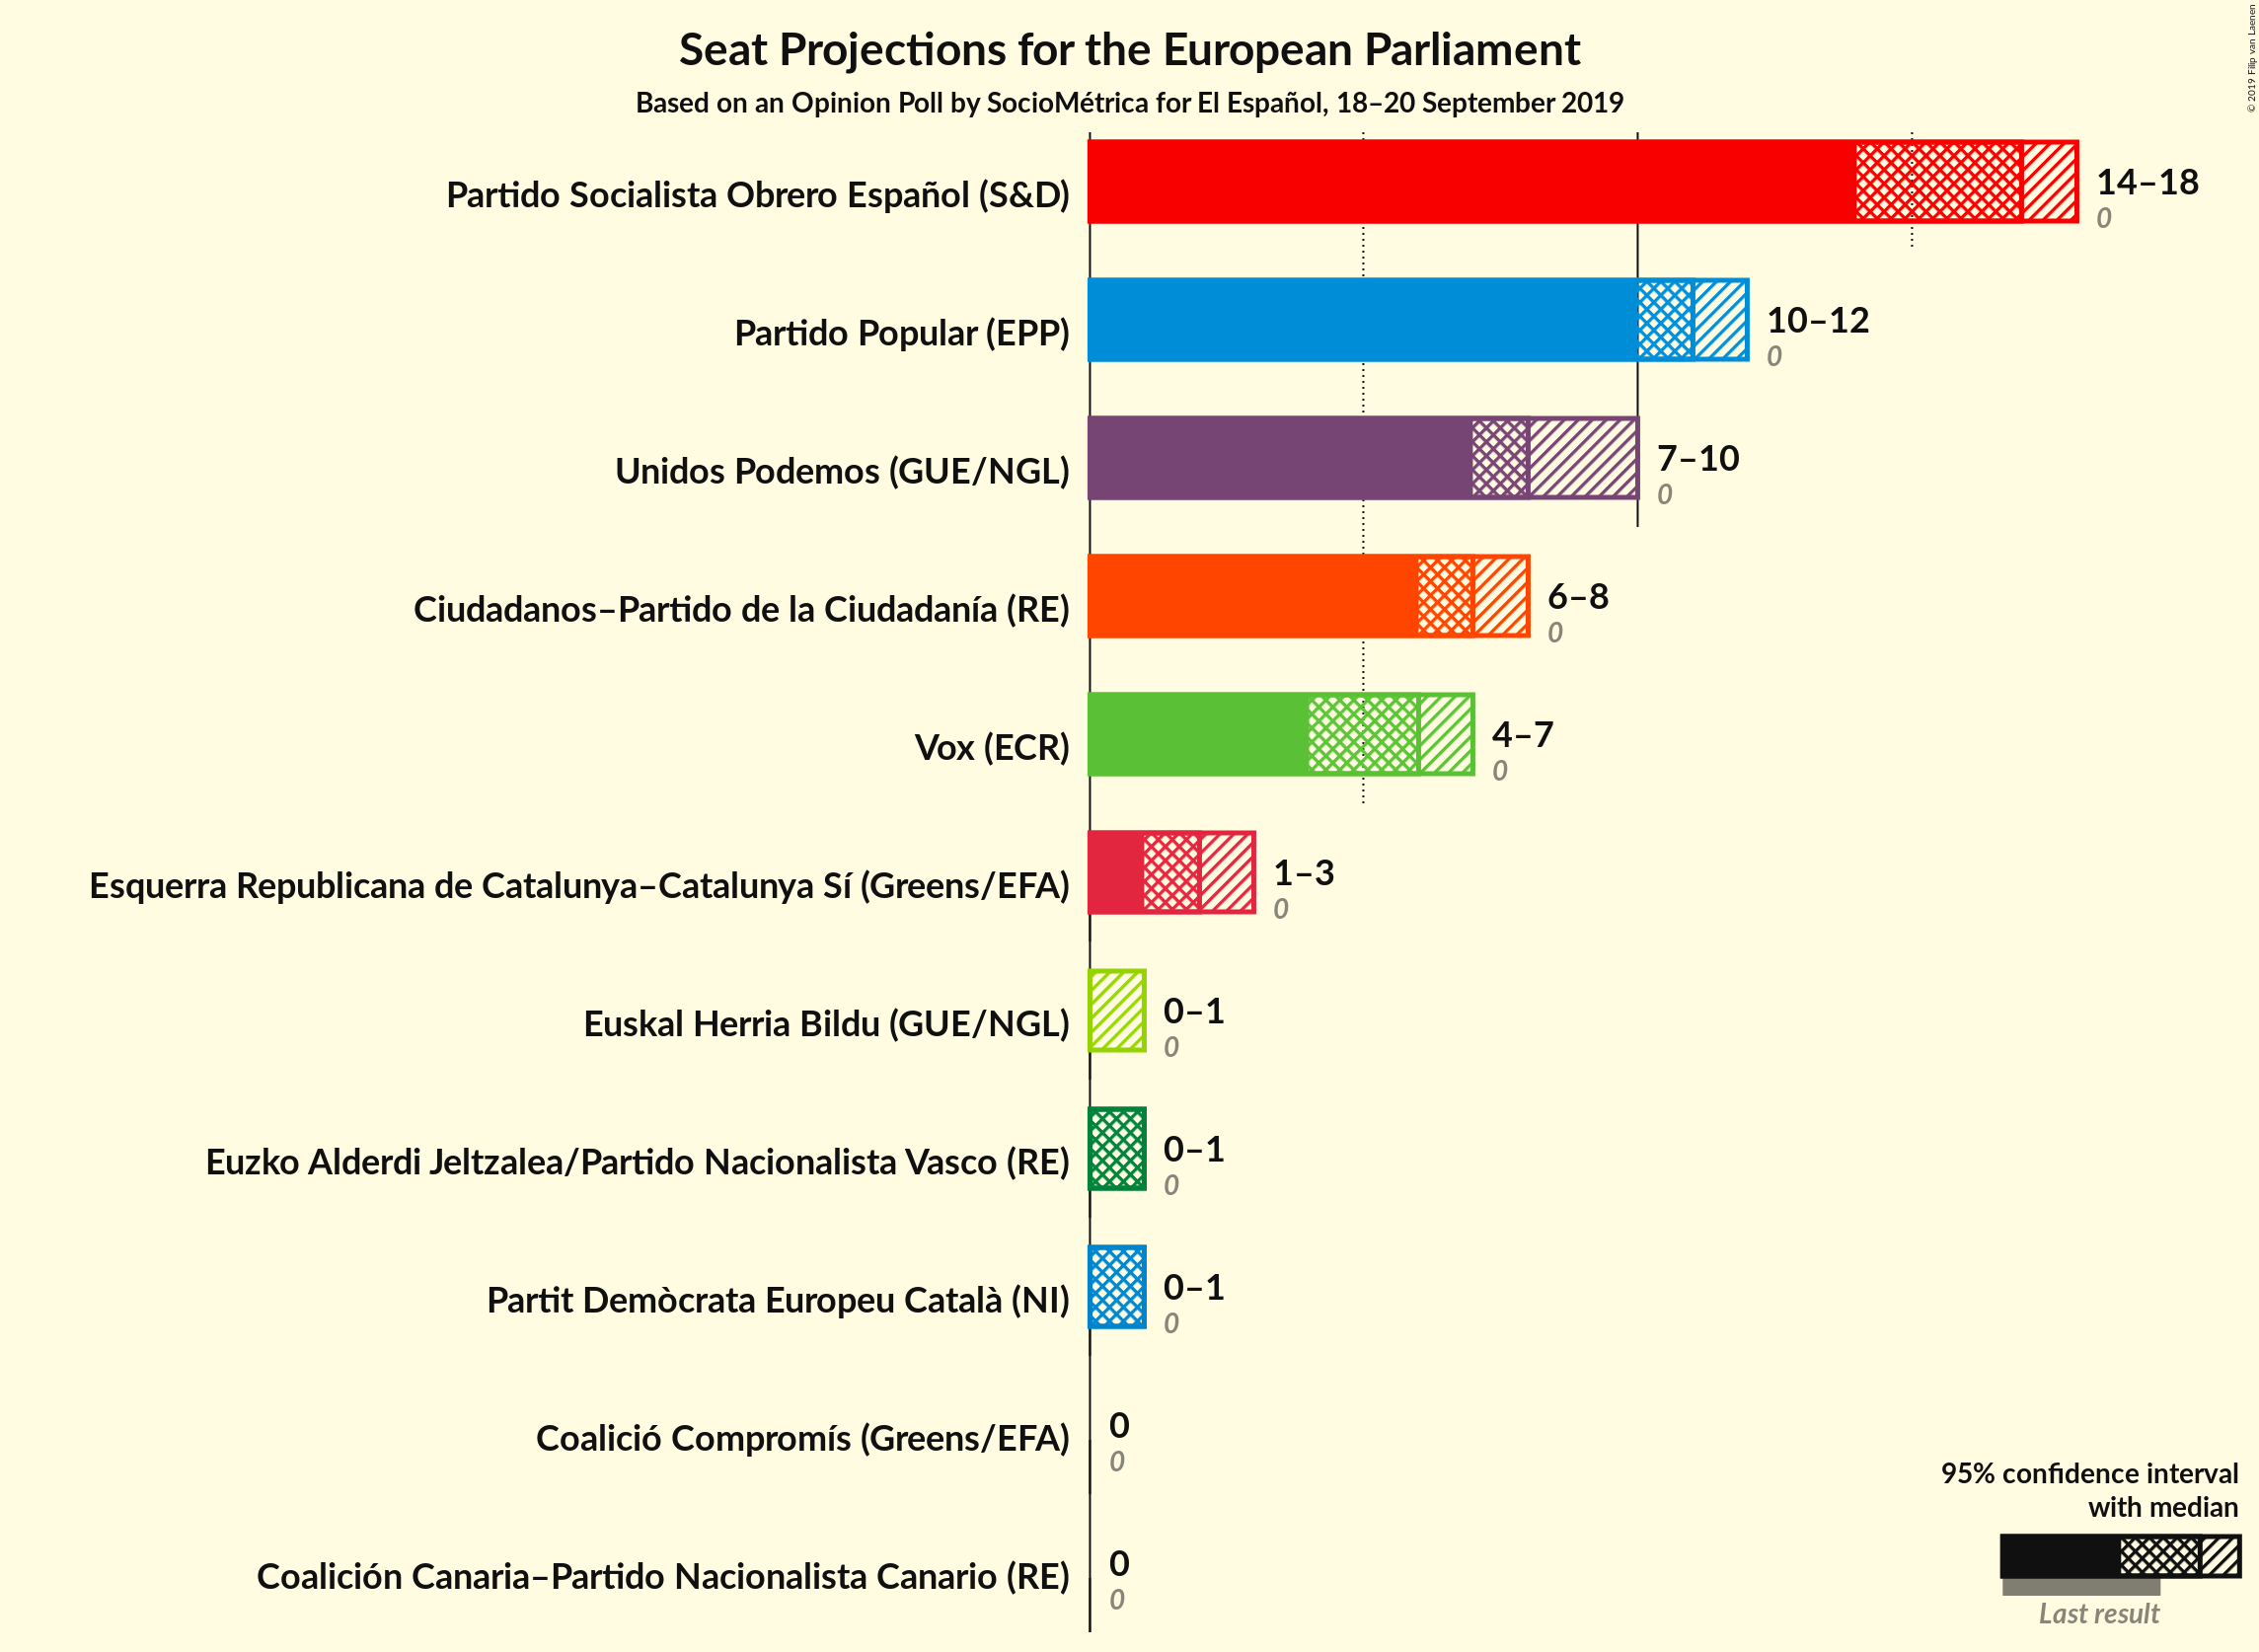 Seat Projections for the European Parliament
Based on an Opinion Poll by SocioMétrica for El Español, 18–20 September 2019
© 2019 Filip van Laenen
Partido Socialista Obrero Español (S&D)
14–18
0
Partido Popular (EPP)
10–12
0
Unidos Podemos (GUE/NGL)
7–10
0
Ciudadanos–Partido de la Ciudadanía (RE)
6–8
0
Vox (ECR)
4–7
0
Esquerra Republicana de Catalunya–Catalunya Sí (Greens/EFA)
1–3
0
Euskal Herria Bildu (GUE/NGL)
0–1
0
Euzko Alderdi Jeltzalea/Partido Nacionalista Vasco (RE)
0–1
0
Partit Demòcrata Europeu Català (NI)
0–1
0
Coalició Compromís (Greens/EFA)
0
0
Coalición Canaria–Partido Nacionalista Canario (RE)
0
0
95% confidence interval
with median
Last result